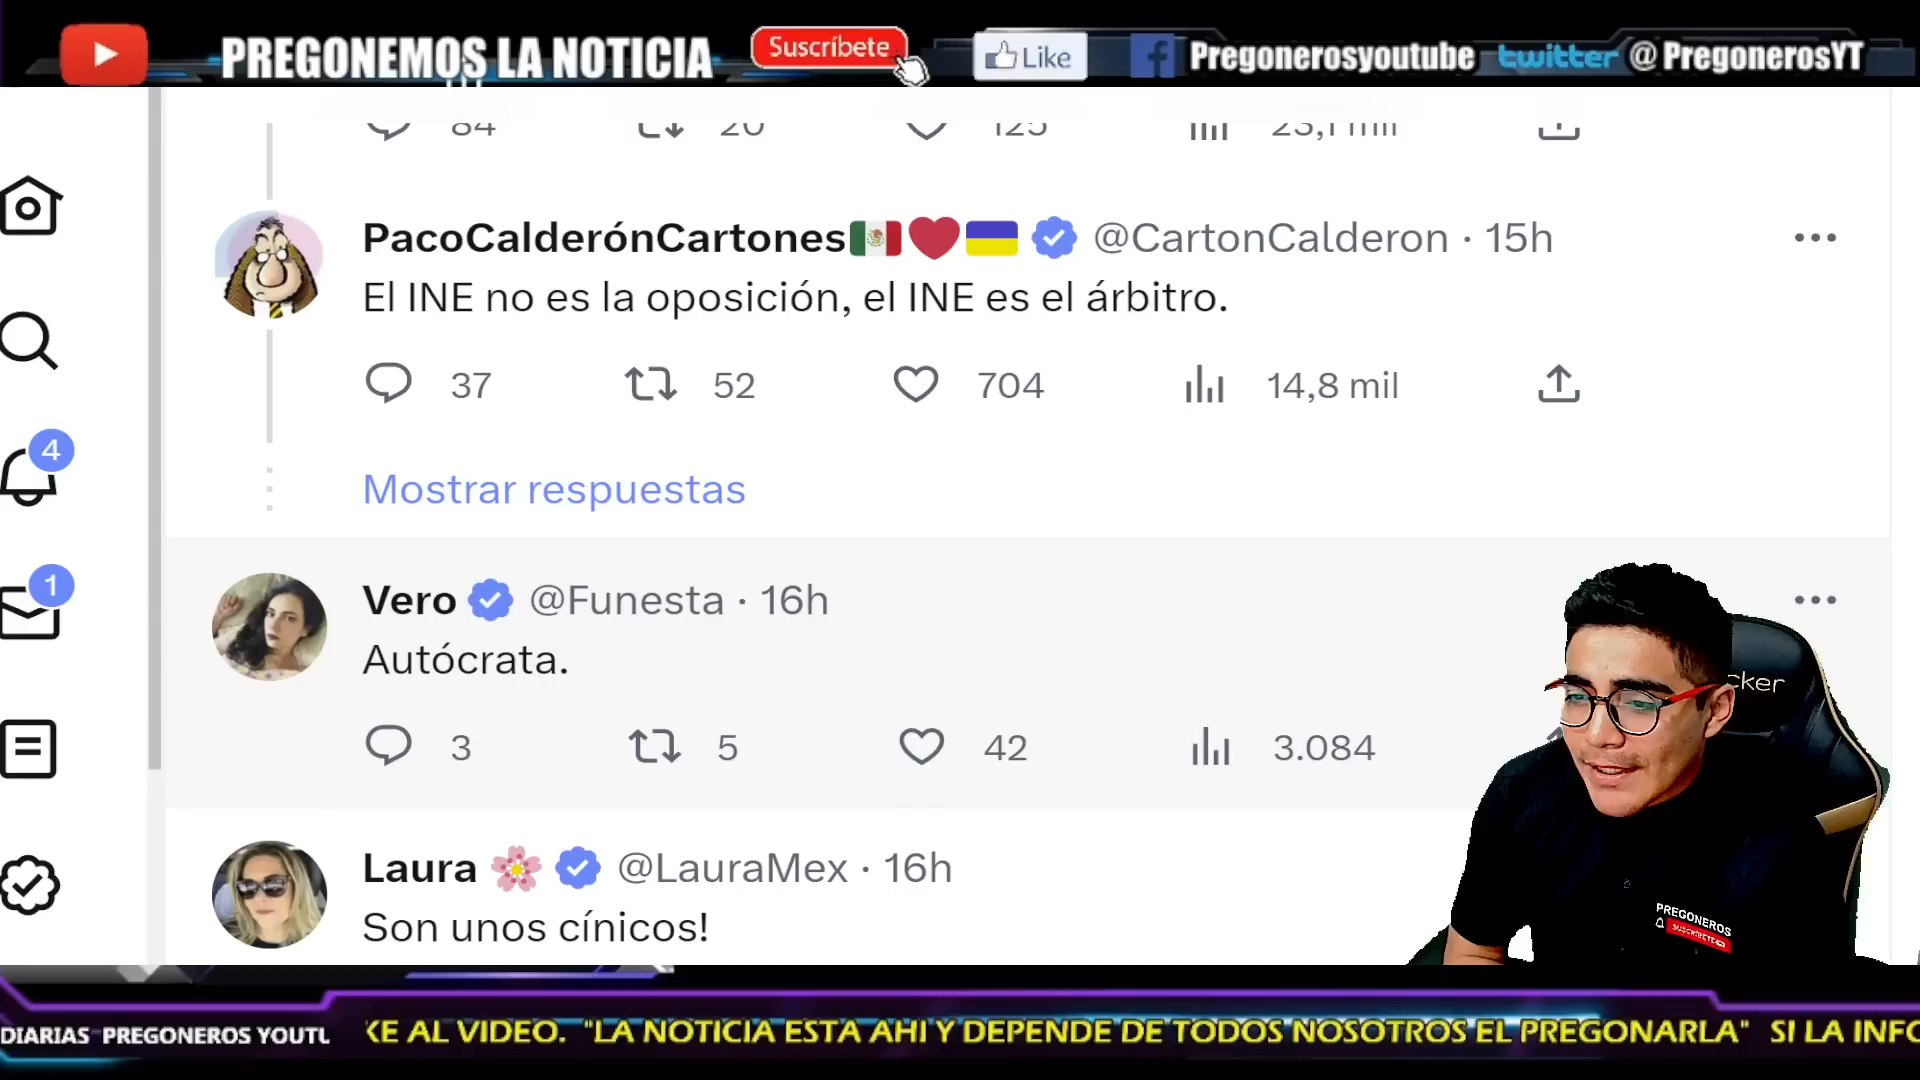 PREGONEMOS LA NOTICIA Suscríbete Like Pregonerosyoutube twitter @PregonerosYT
84 20 125 23,1 mil
PacoCalderónCartones @CartonCalderon · 15h
El INE no es la oposición, el INE es el árbitro.
37 52 704 14,8 mil
4
Mostrar respuestas
1
Vero @Funesta · 16h
Autócrata.
3 5 42 3.084
Laura @LauraMex · 16h
Son unos cínicos!
cker
PREGONEROS
SUSCRÍBETE
DIARIAS PREGONEROS YOUTU KE AL VIDEO. "LA NOTICIA ESTA AHI Y DEPENDE DE TODOS NOSOTROS EL PREGONARLA" SI LA INFO